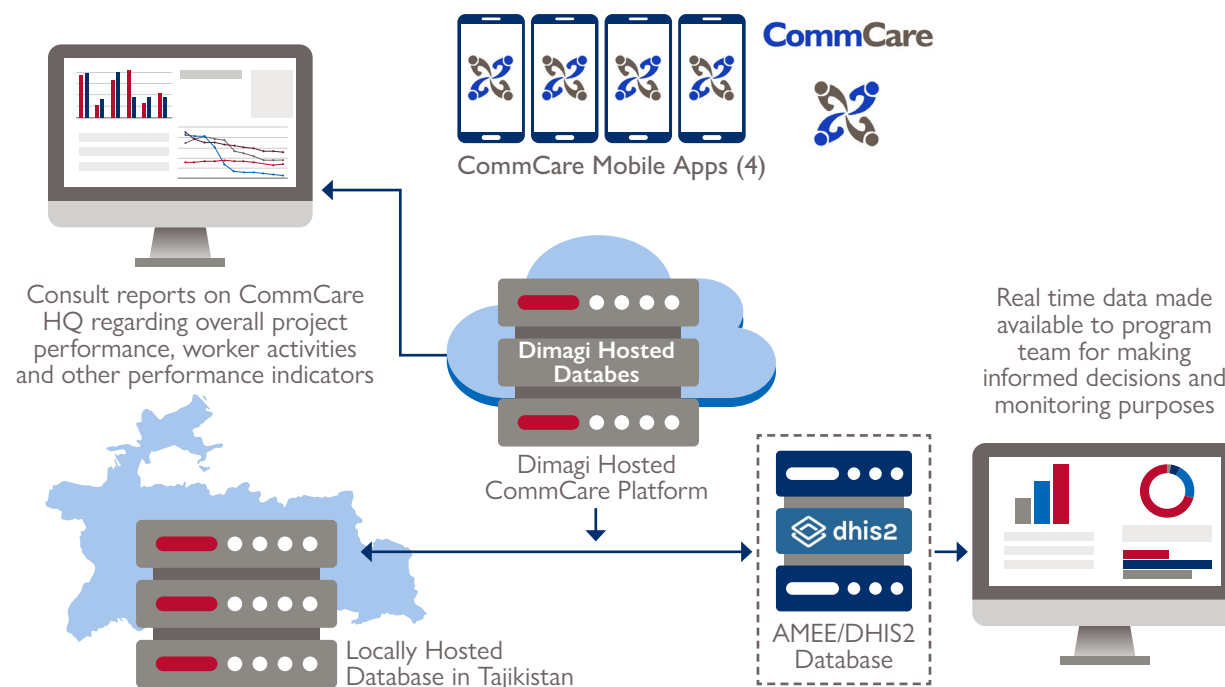 CommCare
CommCare Mobile Apps (4)
Consult reports on CommCare
HQ regarding overall project
performance, worker activities
and other performance indicators
Dimagi Hosted
Databes
Dimagi Hosted
CommCare Platform
Real time data made
available to program
team for making
informed decisions and
monitoring purposes
dhis2
AMEE/DHIS2
Database
Locally Hosted
Database in Tajikistan